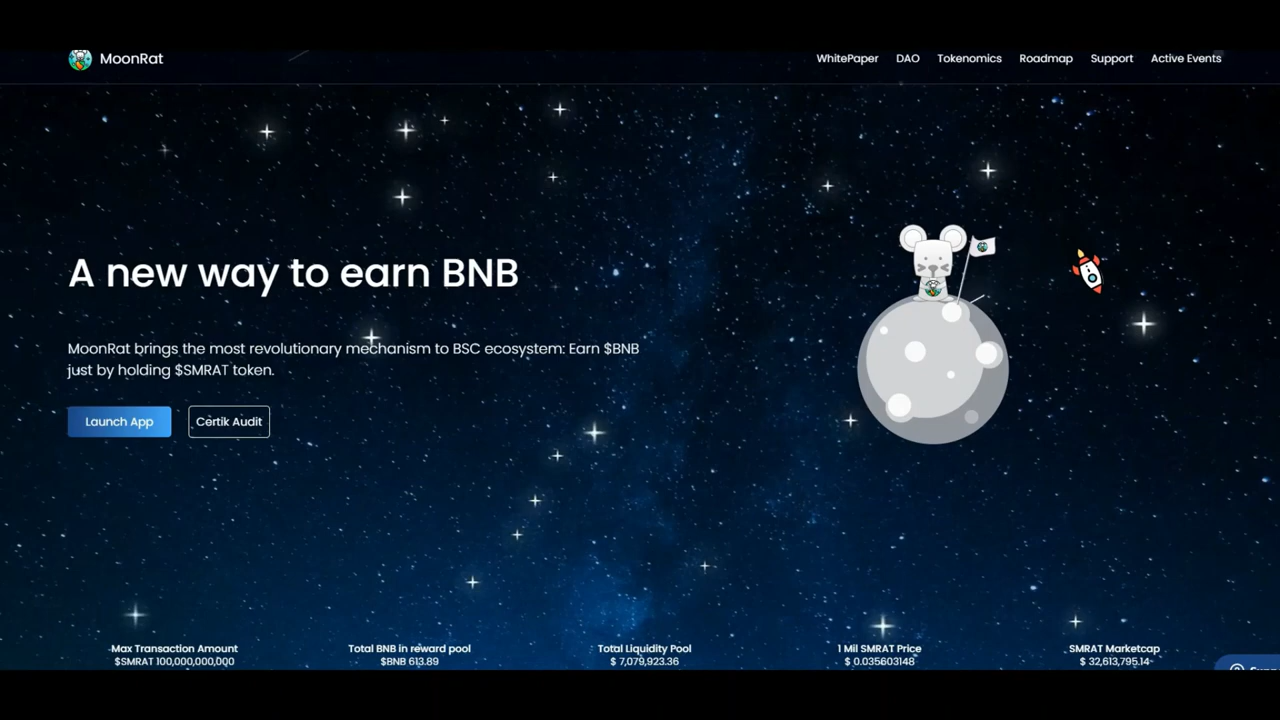 MoonRat
WhitePaper DAO Tokenomics Roadmap Support Active Events
A new way to earn BNB
MoonRat brings the most revolutionary mechanism to BSC ecosystem: Earn $BNB
just by holding $SMRAT token.
Launch App Certik Audit
Max Transaction Amount Total BNB in reward pool Total Liquidity Pool 1 Mil SMRAT Price SMRAT Marketcap
$SMRAT 100,000,000,000 $BNB 613.89 $ 7,079,923.36 $ 0.035603148 $ 32,613,795.14